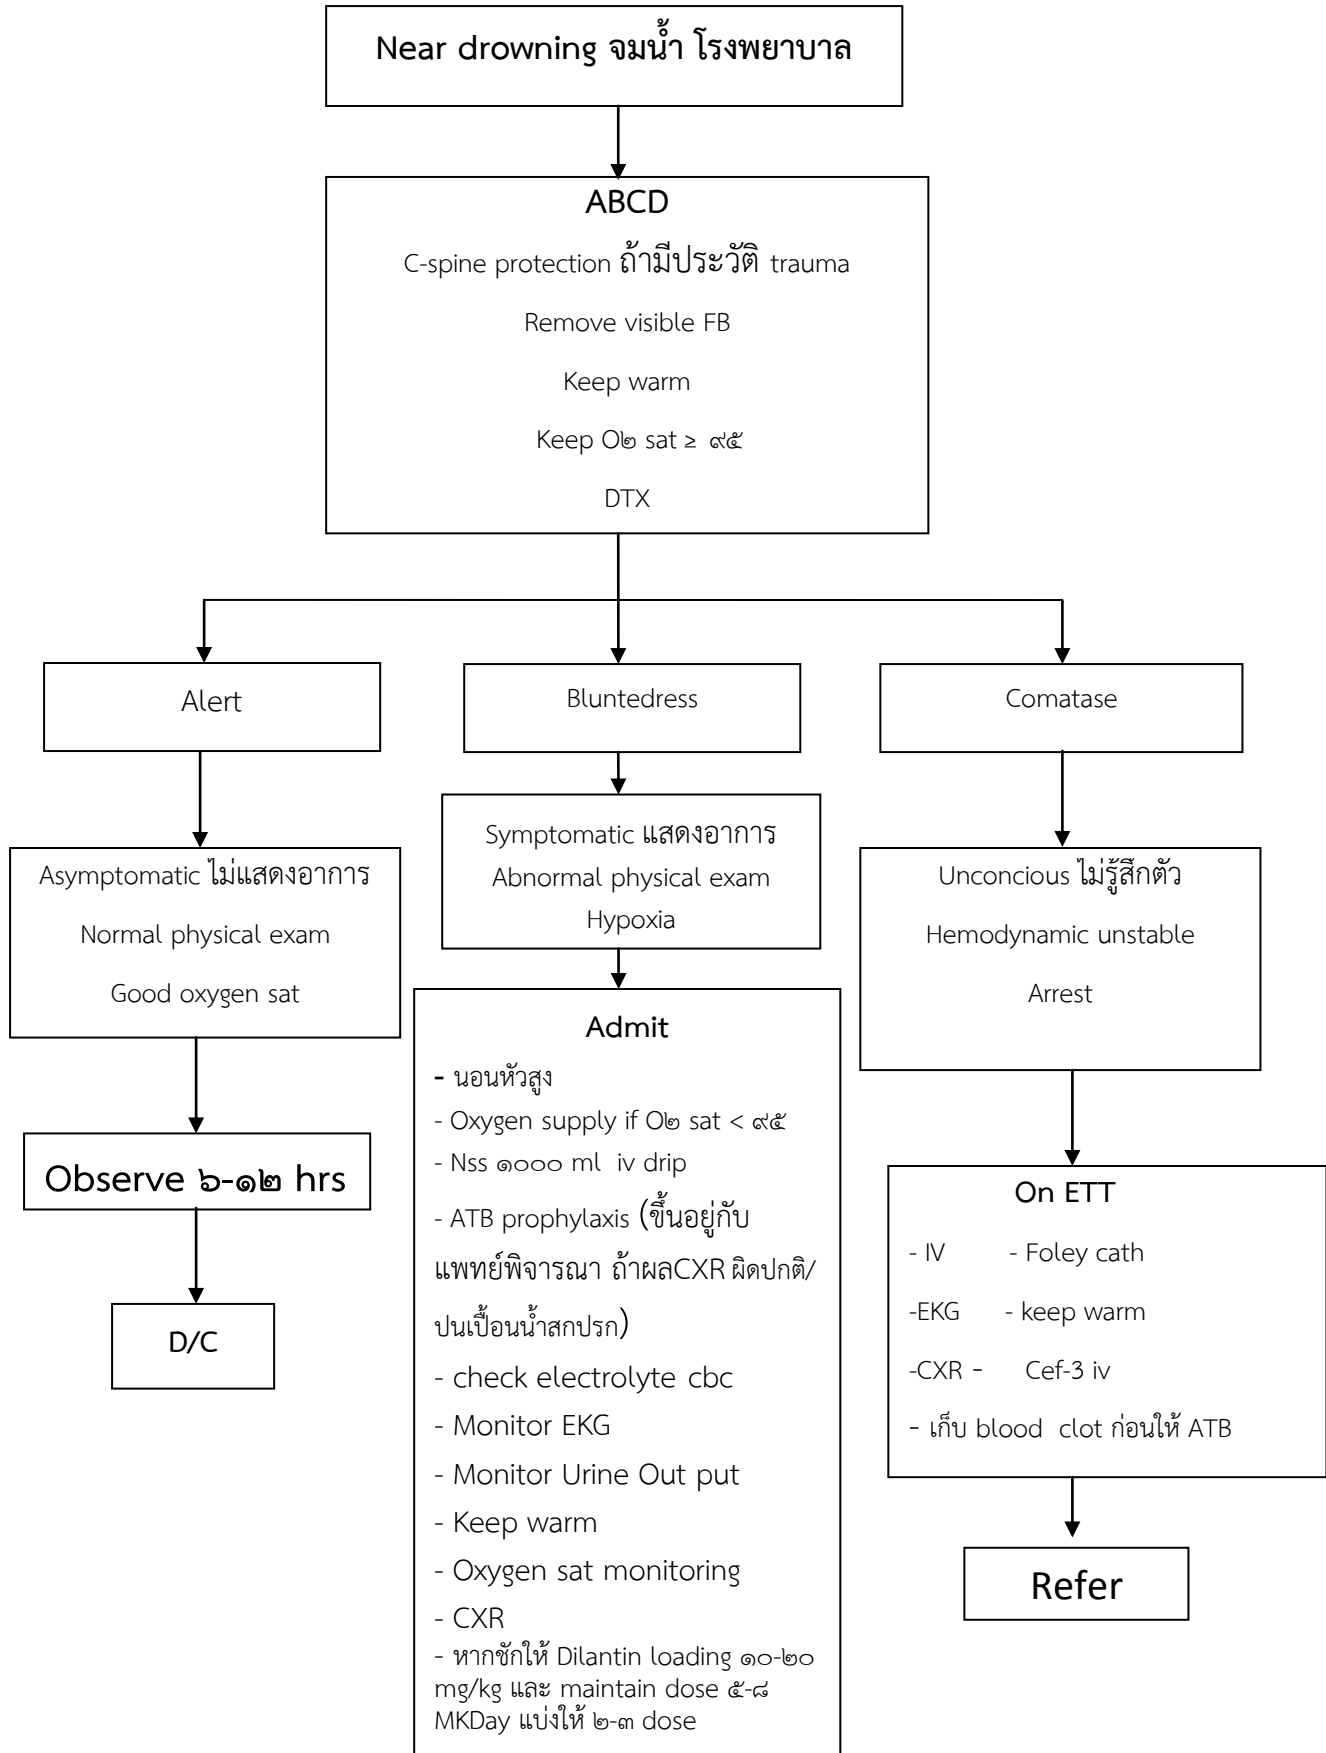 Near drowning จมน้ำ โรงพยาบาล
ABCD
C-spine protection ถ้ามีประวัติ trauma
Remove visible FB
Keep warm
Keep O๒ sat ≥ ๙๕
DTX
Alert
Asymptomatic ไม่แสดงอาการ
Normal physical exam
Good oxygen sat
Observe ๖-๑๒ hrs
D/C
Bluntedress
Symptomatic แสดงอาการ
Abnormal physical exam
Hypoxia
Admit
- นอนหัวสูง
- Oxygen supply if O๒ sat < ๙๕
- Nss ๑๐๐๐ ml iv drip
- ATB prophylaxis (ขึ้นอยู่กับ
แพทย์พิจารณา ถ้าผลCXR ผิดปกติ/
ปนเปื้อนน้ำสกปรก)
- check electrolyte cbc
- Monitor EKG
- Monitor Urine Out put
- Keep warm
- Oxygen sat monitoring
- CXR
- หากชักให้ Dilantin loading ๑๐-๒๐
mg/kg และ maintain dose ๕-๘
MKDay แบ่งให้ ๒-๓ dose
Comatase
Unconcious ไม่รู้สึกตัว
Hemodynamic unstable
Arrest
On ETT
- IV - Foley cath
-EKG - keep warm
-CXR - Cef-3 iv
- เก็บ blood clot ก่อนให้ ATB
Refer